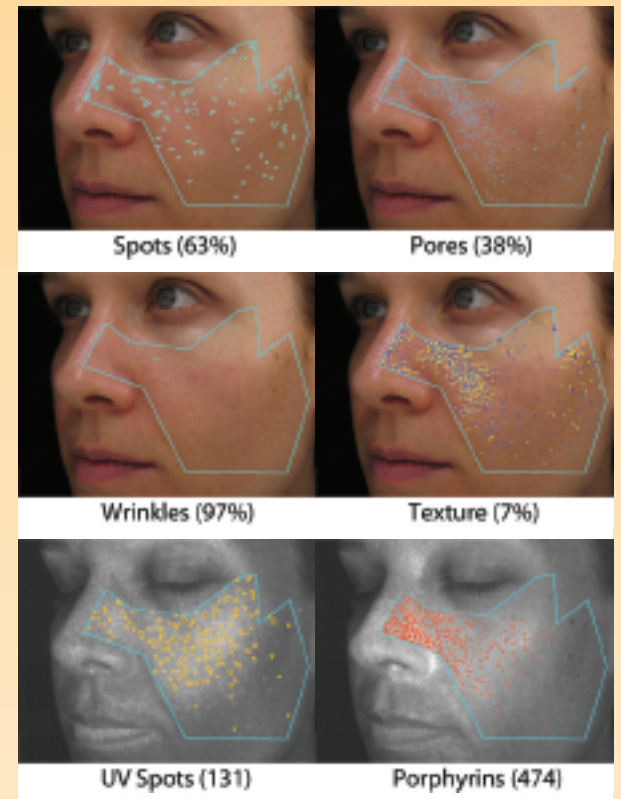 Spots (63%)
Pores (38%)
Wrinkles (97%)
Texture (7%)
UV Spots (131)
Porphyrins (474)